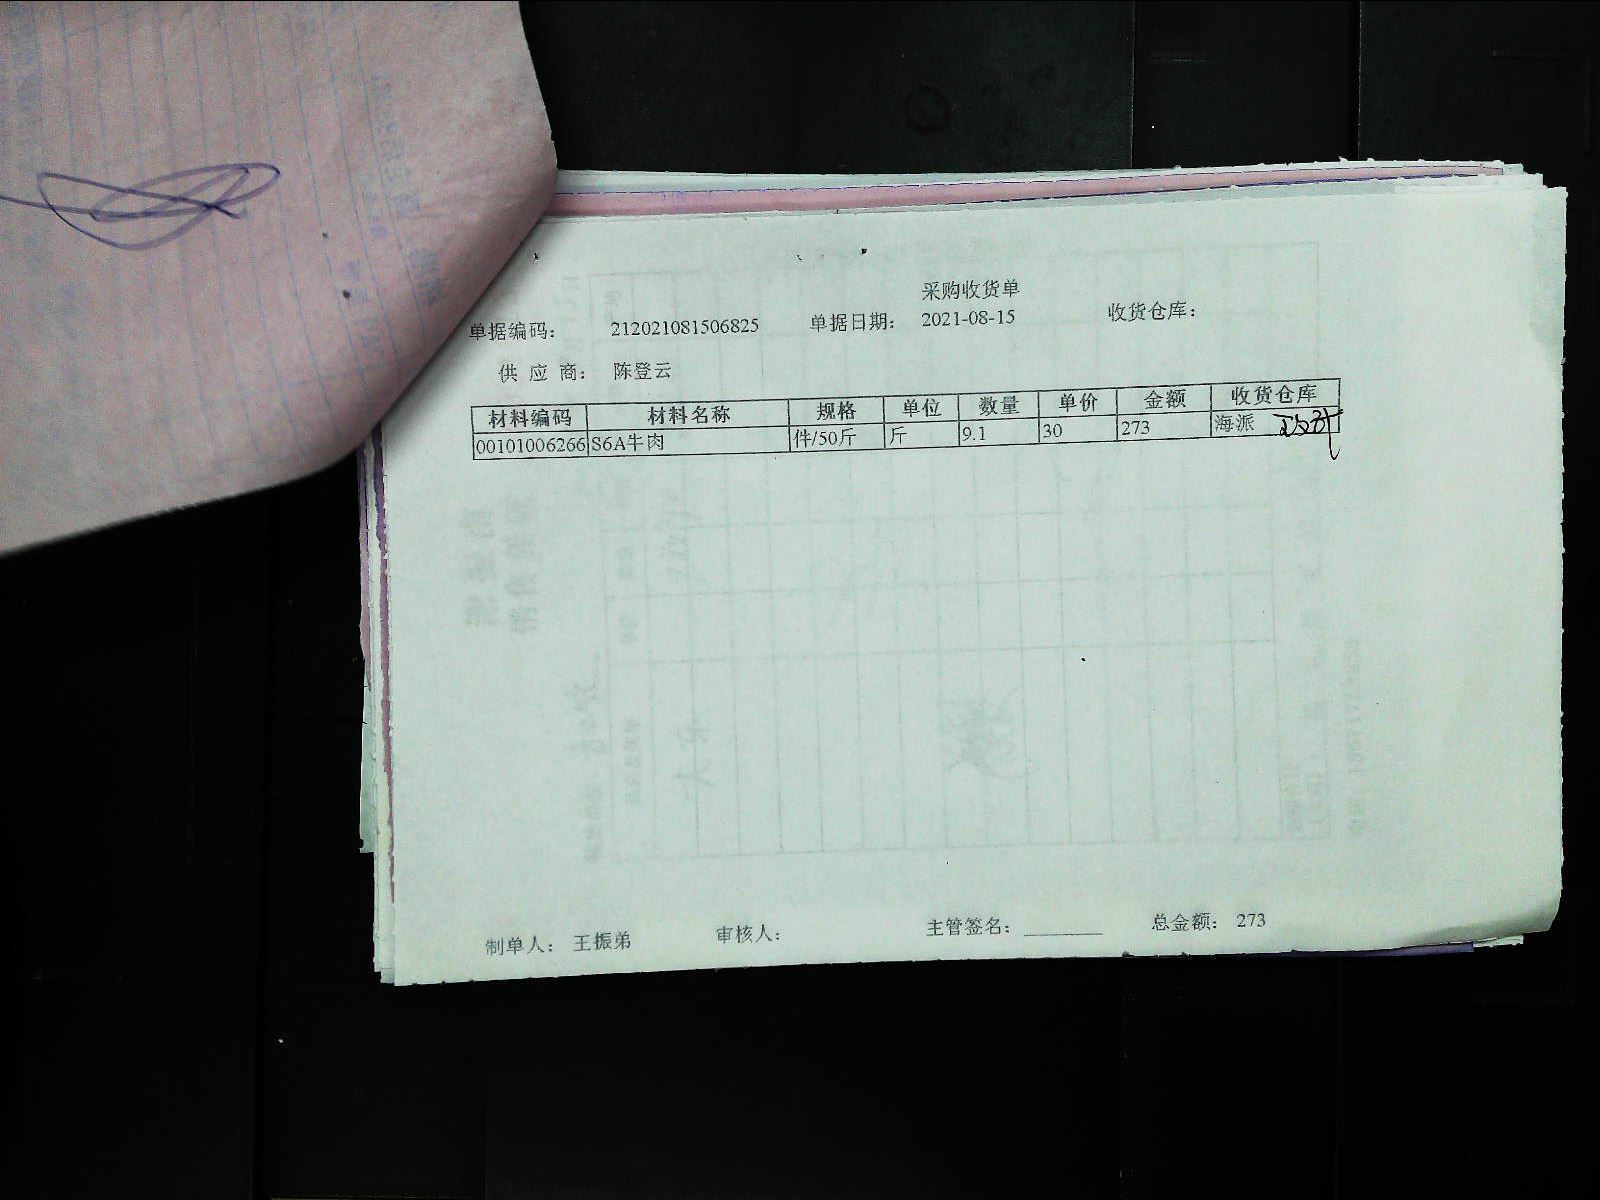 采购收货单
单据编码： 212021081506825 单据日期： 2021-08-15 收货仓库：
供 应 商： 陈登云
材料编码 材料名称 规格 单位 数量 单价 金额 收货仓库
00101006266 S6A牛肉 件/50斤 斤 9.1 30 273 海派
制单人： 王振弟 审核人： 主管签名： ________ 总金额： 273